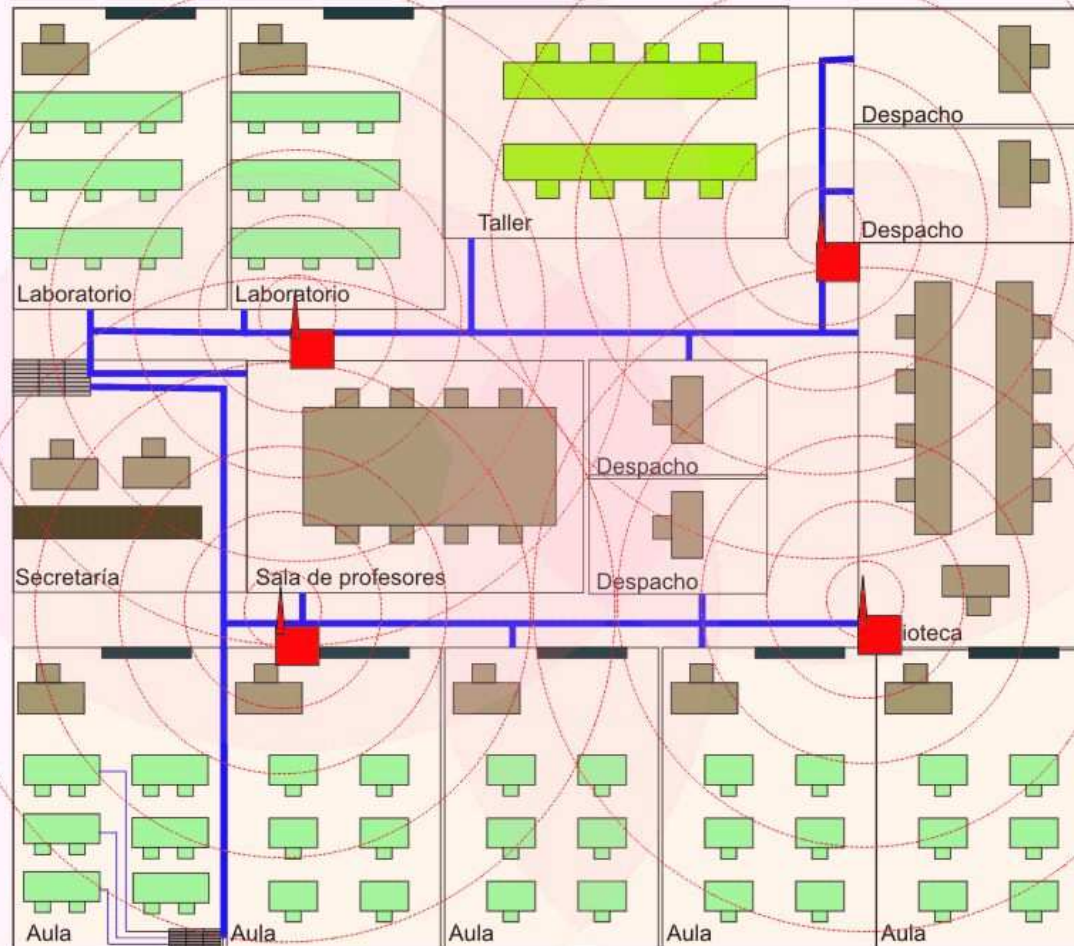 Despacho
Taller
Despacho
Laboratorio
Laboratorio
Despacho
Secretaría
Sala de profesores
Despacho
ioteca
Aula
Aula
Aula
Aula
Aula